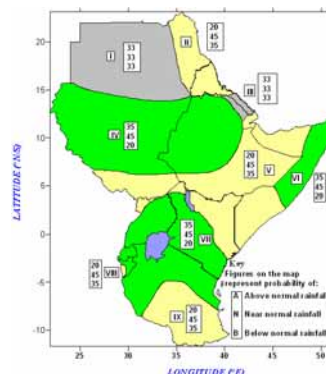 20
45
35
II
I
33
33
33
33
33
33
III
IV
35
45
20
20
45
35
V
VI
35
45
20
35
45
20
VII
20
45
35
VIII
IX
20
45
35
Key
Figures on the map
represent probability of:
A Above normal rainfall
N Near normal rainfall
B Below normal rainfall
20
15
10
5
0
-5
-10
25 30 35 40 45 50
LATITUDE (°N/S)
LONGITUDE (°E)